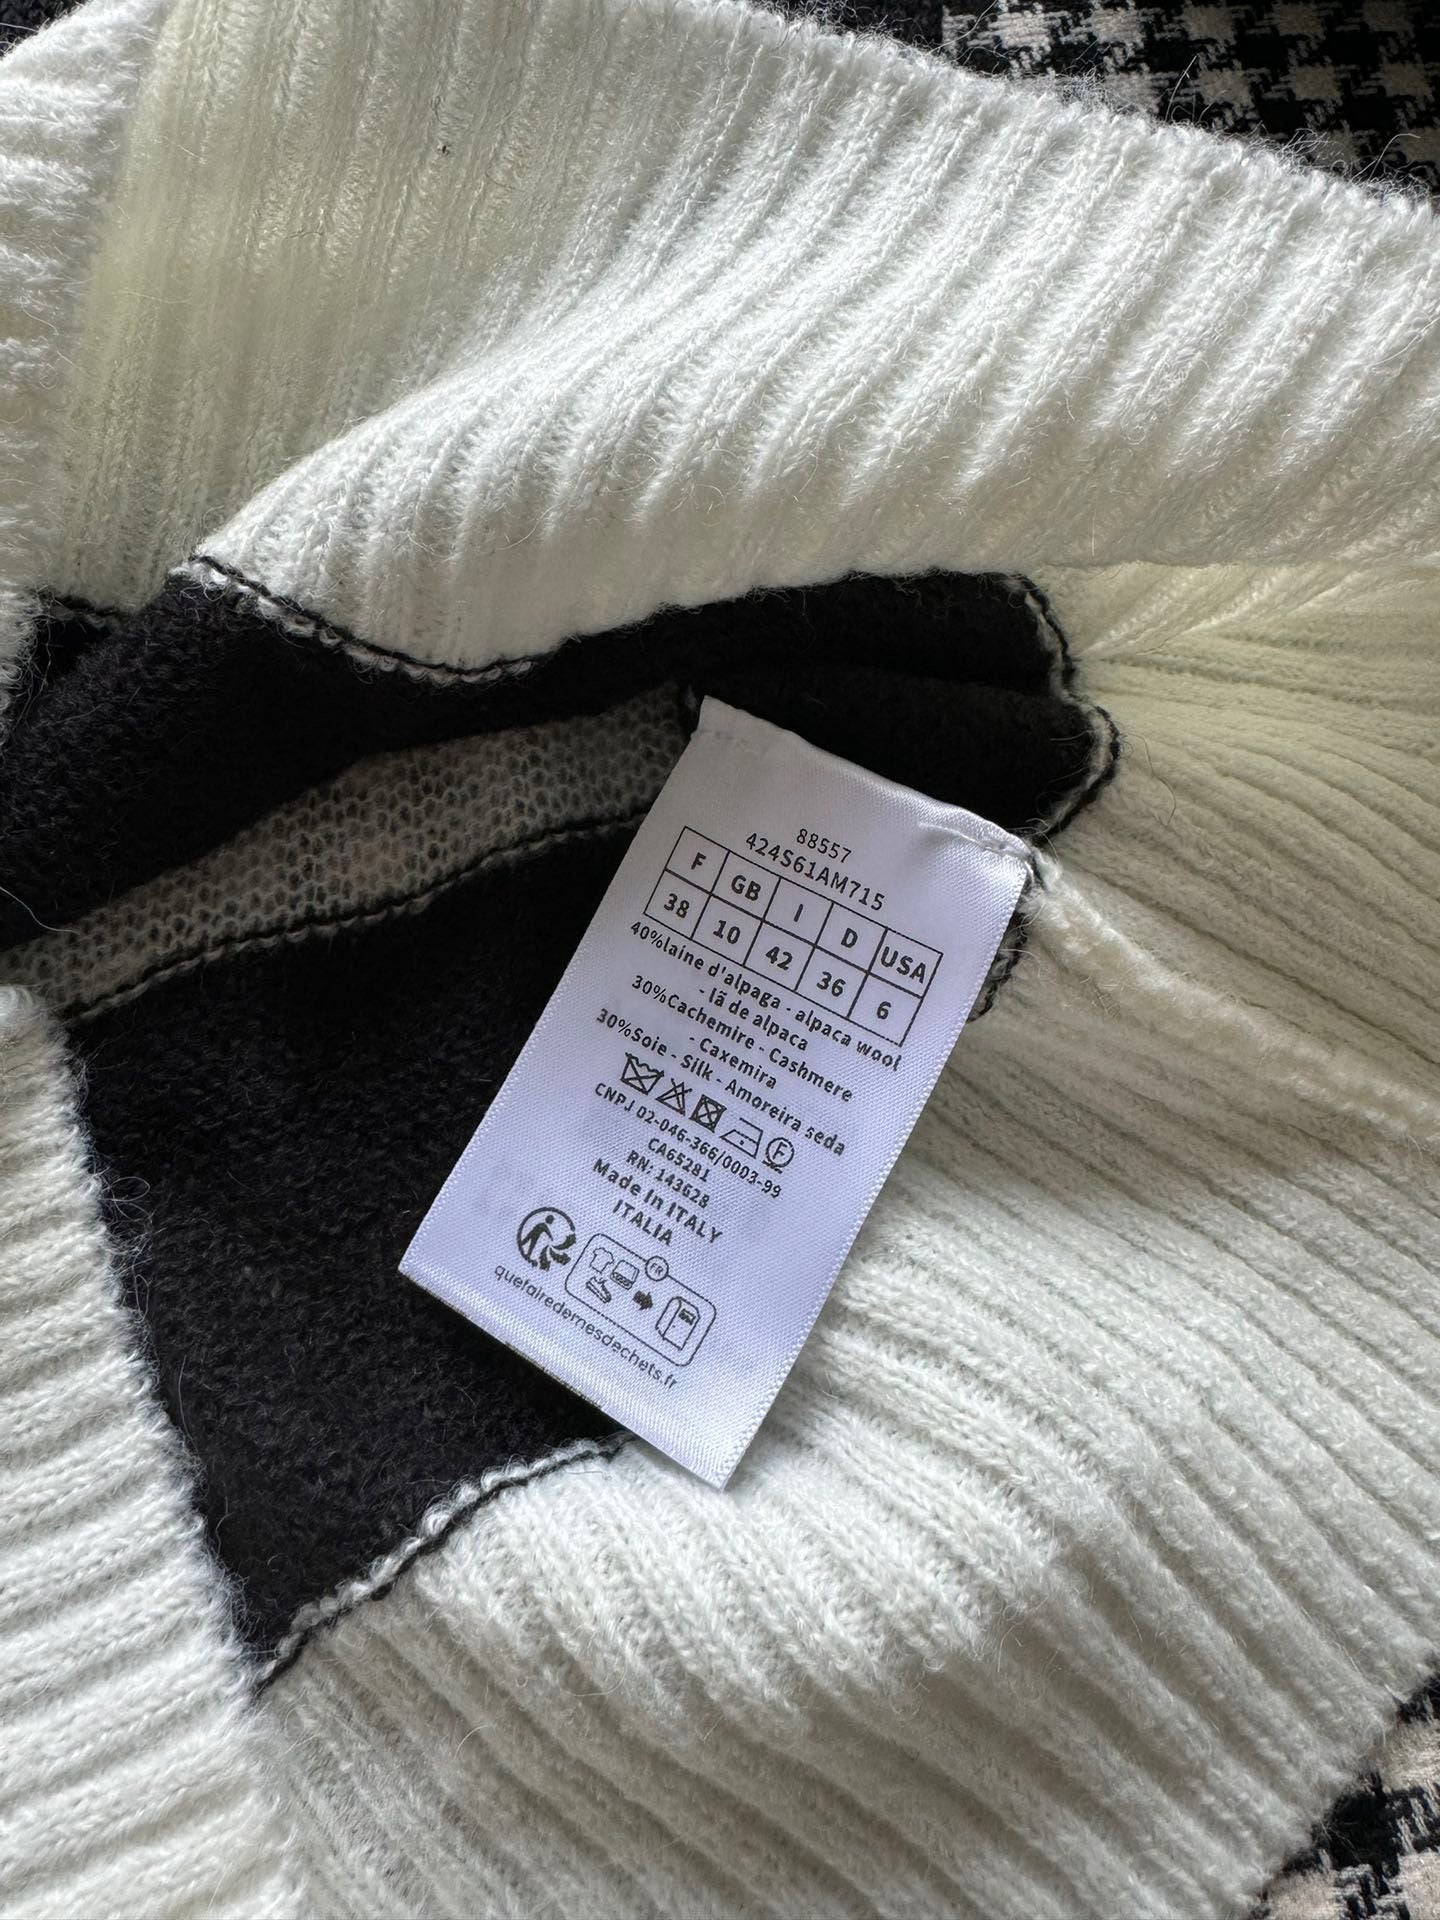 88557
424S61AM715
F GB I D USA
38 10 42 36 6
40%laine d'alpaga - alpaca wool
- lã de alpaca
30%Cachemire - Cashmere
- Caxemira
30%Soie - Silk - Amoreira seda
F
CNPJ 02-046-366/0003-99
CA65281
RN: 143628
Made In ITALY
ITALIA
FR
quefairedemesdechets.fr